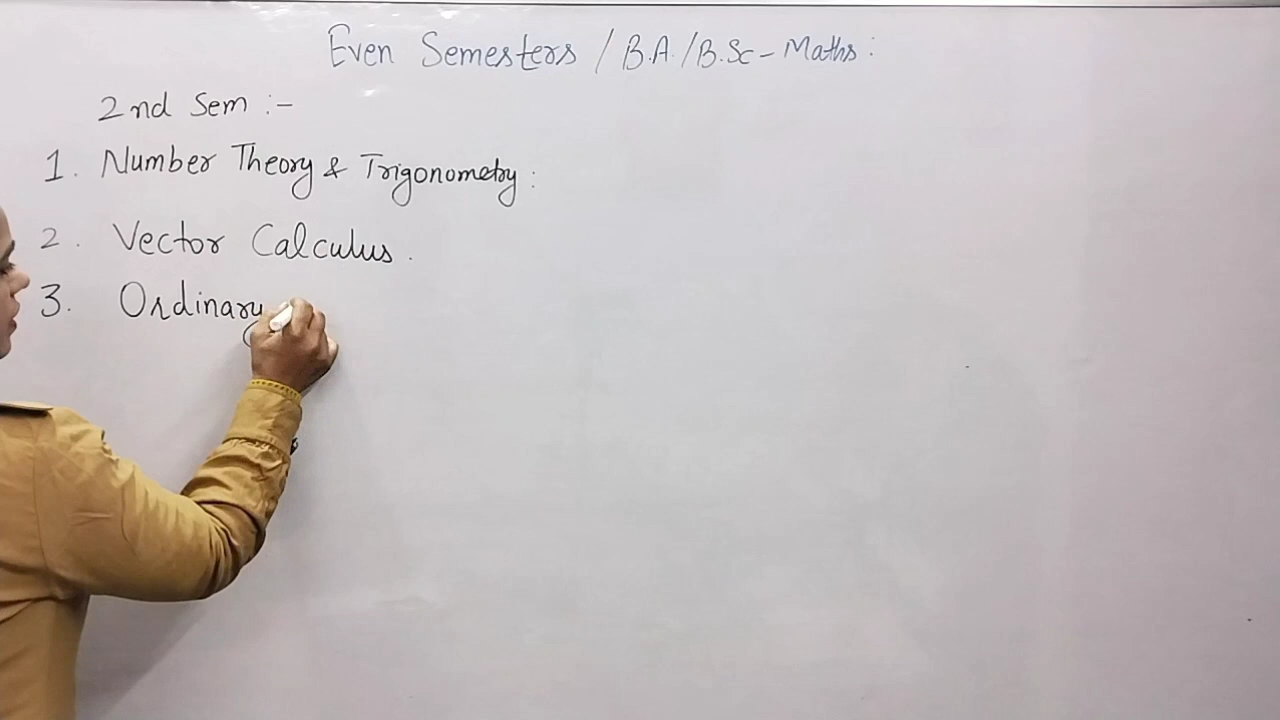 Even Semesters / B.A. / B.Sc - Maths :
2nd Sem :-
1. Number Theory & Trigonometry :
2. Vector Calculus .
3. Ordinary